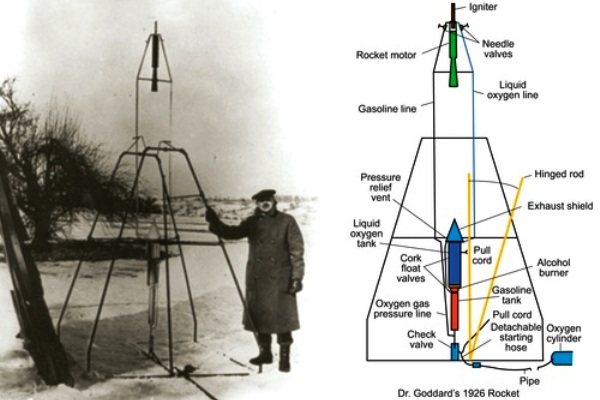 Igniter
Needle
valves
Rocket motor
Liquid
oxygen line
Gasoline line
Hinged rod
Pressure
relief
vent
Exhaust shield
Liquid
oxygen
tank
Pull
cord
Cork
float
valves
Alcohol
burner
Gasoline
tank
Oxygen gas
pressure line
Pull cord
Detachable
starting
hose
Oxygen
cylinder
Check
valve
Pipe
Dr. Goddard's 1926 Rocket